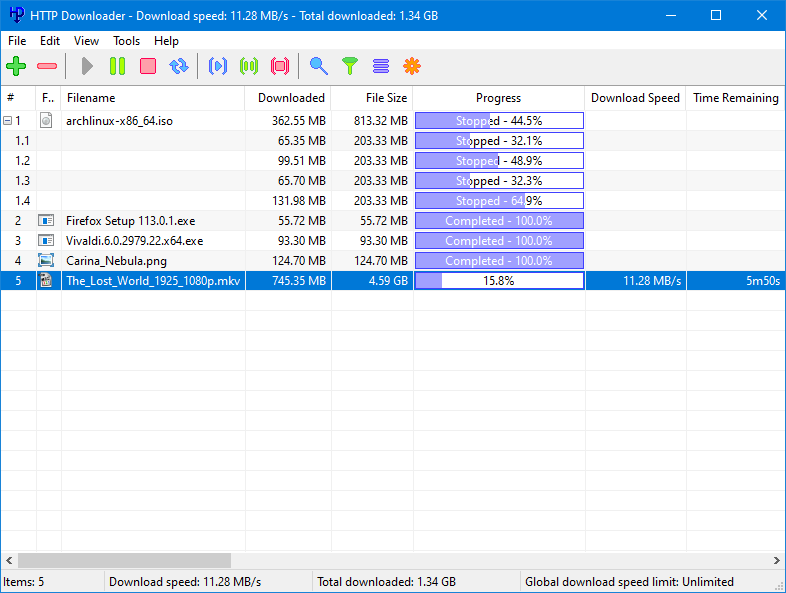 HTTP Downloader - Download speed: 11.28 MB/s - Total downloaded: 1.34 GB
File Edit View Tools Help
# F.. Filename Downloaded File Size Progress Download Speed Time Remaining
1 archlinux-x86_64.iso 362.55 MB 813.32 MB Stopped - 44.5%
1.1 65.35 MB 203.33 MB Stopped - 32.1%
1.2 99.51 MB 203.33 MB Stopped - 48.9%
1.3 65.70 MB 203.33 MB Stopped - 32.3%
1.4 131.98 MB 203.33 MB Stopped - 64.9%
2 Firefox Setup 113.0.1.exe 55.72 MB 55.72 MB Completed - 100.0%
3 Vivaldi.6.0.2979.22.x64.exe 93.30 MB 93.30 MB Completed - 100.0%
4 Carina_Nebula.png 124.70 MB 124.70 MB Completed - 100.0%
5 The_Lost_World_1925_1080p.mkv 745.35 MB 4.59 GB 15.8% 11.28 MB/s 5m50s
Items: 5 Download speed: 11.28 MB/s Total downloaded: 1.34 GB Global download speed limit: Unlimited